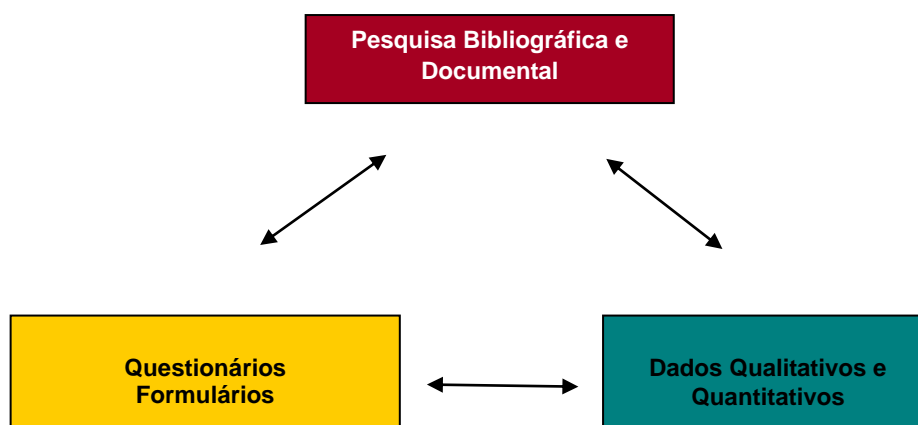 Pesquisa Bibliográfica e
Documental
Questionários
Formulários
Dados Qualitativos e
Quantitativos